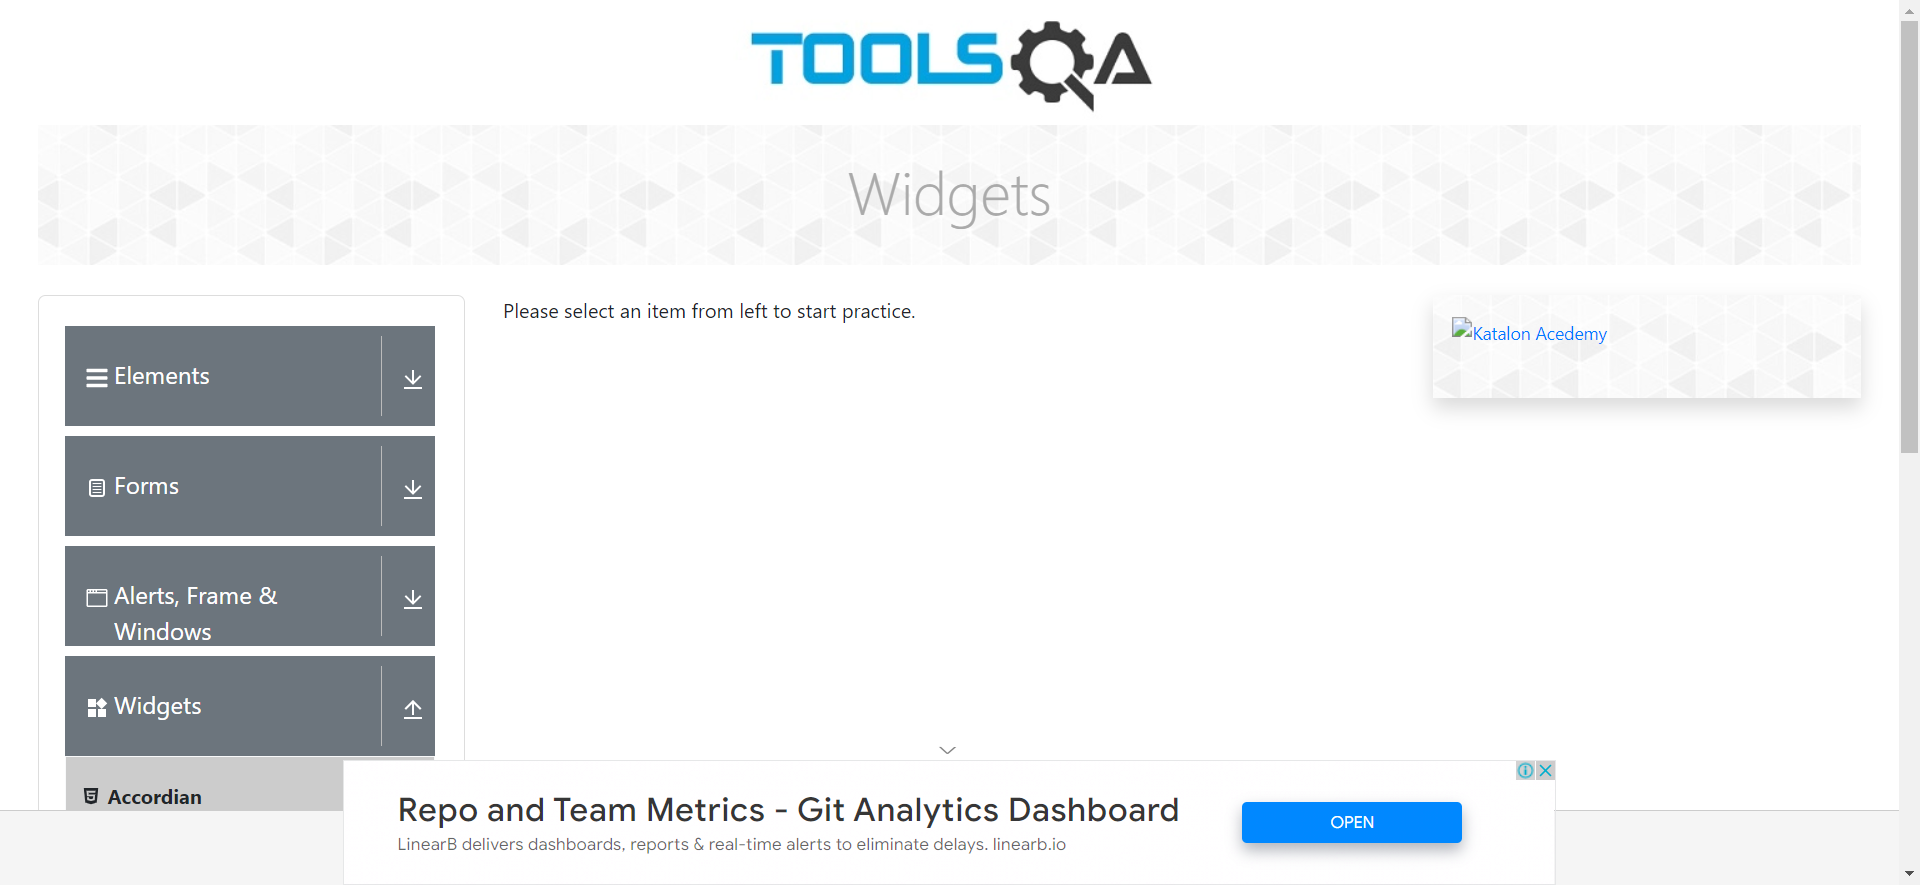 TOOLSQA
Widgets
Please select an item from left to start practice.
Katalon Acedemy
Elements
Forms
Alerts, Frame &
Windows
Widgets
Accordian
Repo and Team Metrics - Git Analytics Dashboard
LinearB delivers dashboards, reports & real-time alerts to eliminate delays. linearb.io
OPEN